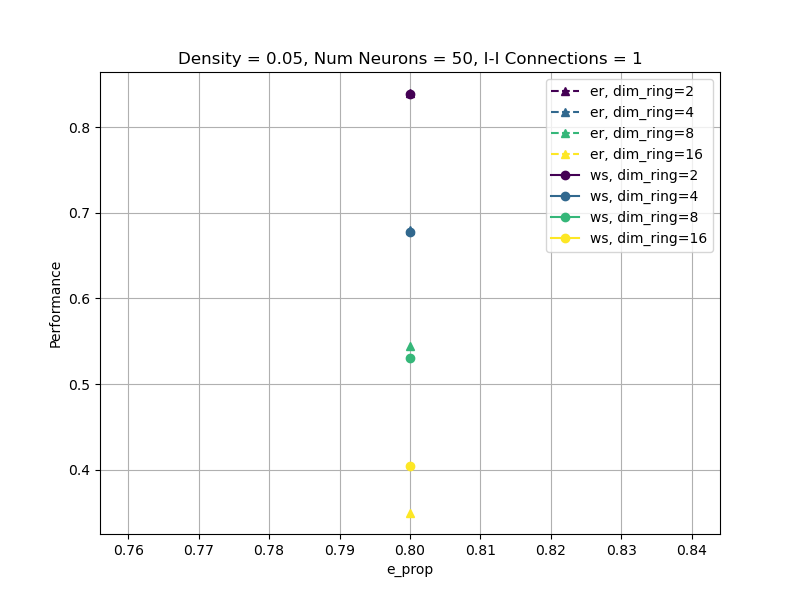 Density = 0.05, Num Neurons = 50, I-I Connections = 1
er, dim_ring=2
er, dim_ring=4
er, dim_ring=8
er, dim_ring=16
ws, dim_ring=2
ws, dim_ring=4
ws, dim_ring=8
ws, dim_ring=16
Performance
0.8
0.7
0.6
0.5
0.4
0.76 0.77 0.78 0.79 0.80 0.81 0.82 0.83 0.84
e_prop